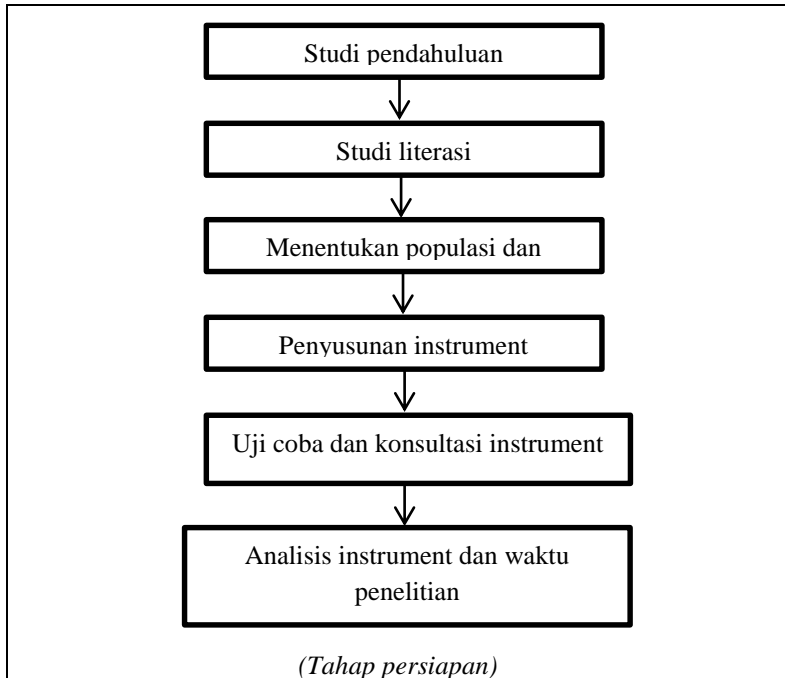 Studi pendahuluan
Studi literasi
Menentukan populasi dan
Penyusunan instrument
Uji coba dan konsultasi instrument
Analisis instrument dan waktu
penelitian
(Tahap persiapan)